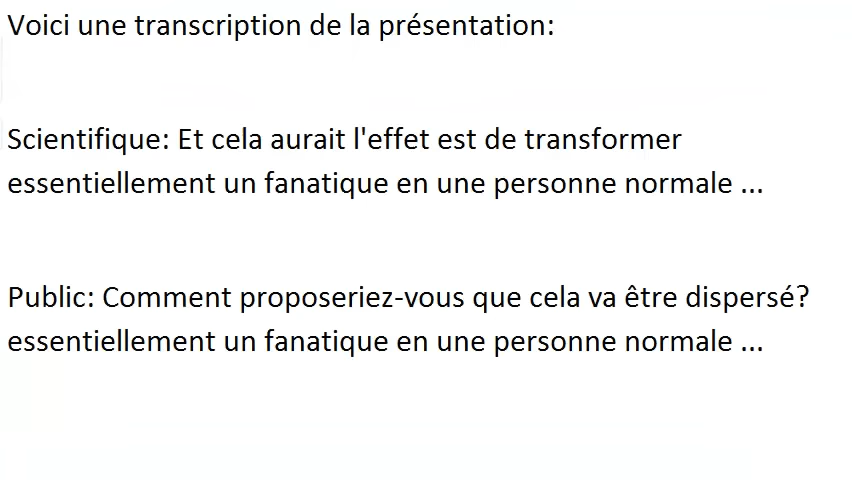 Voici une transcription de la présentation:
Scientifique: Et cela aurait l'effet est de transformer
essentiellement un fanatique en une personne normale ...
Public: Comment proposeriez-vous que cela va être dispersé?
essentiellement un fanatique en une personne normale ...